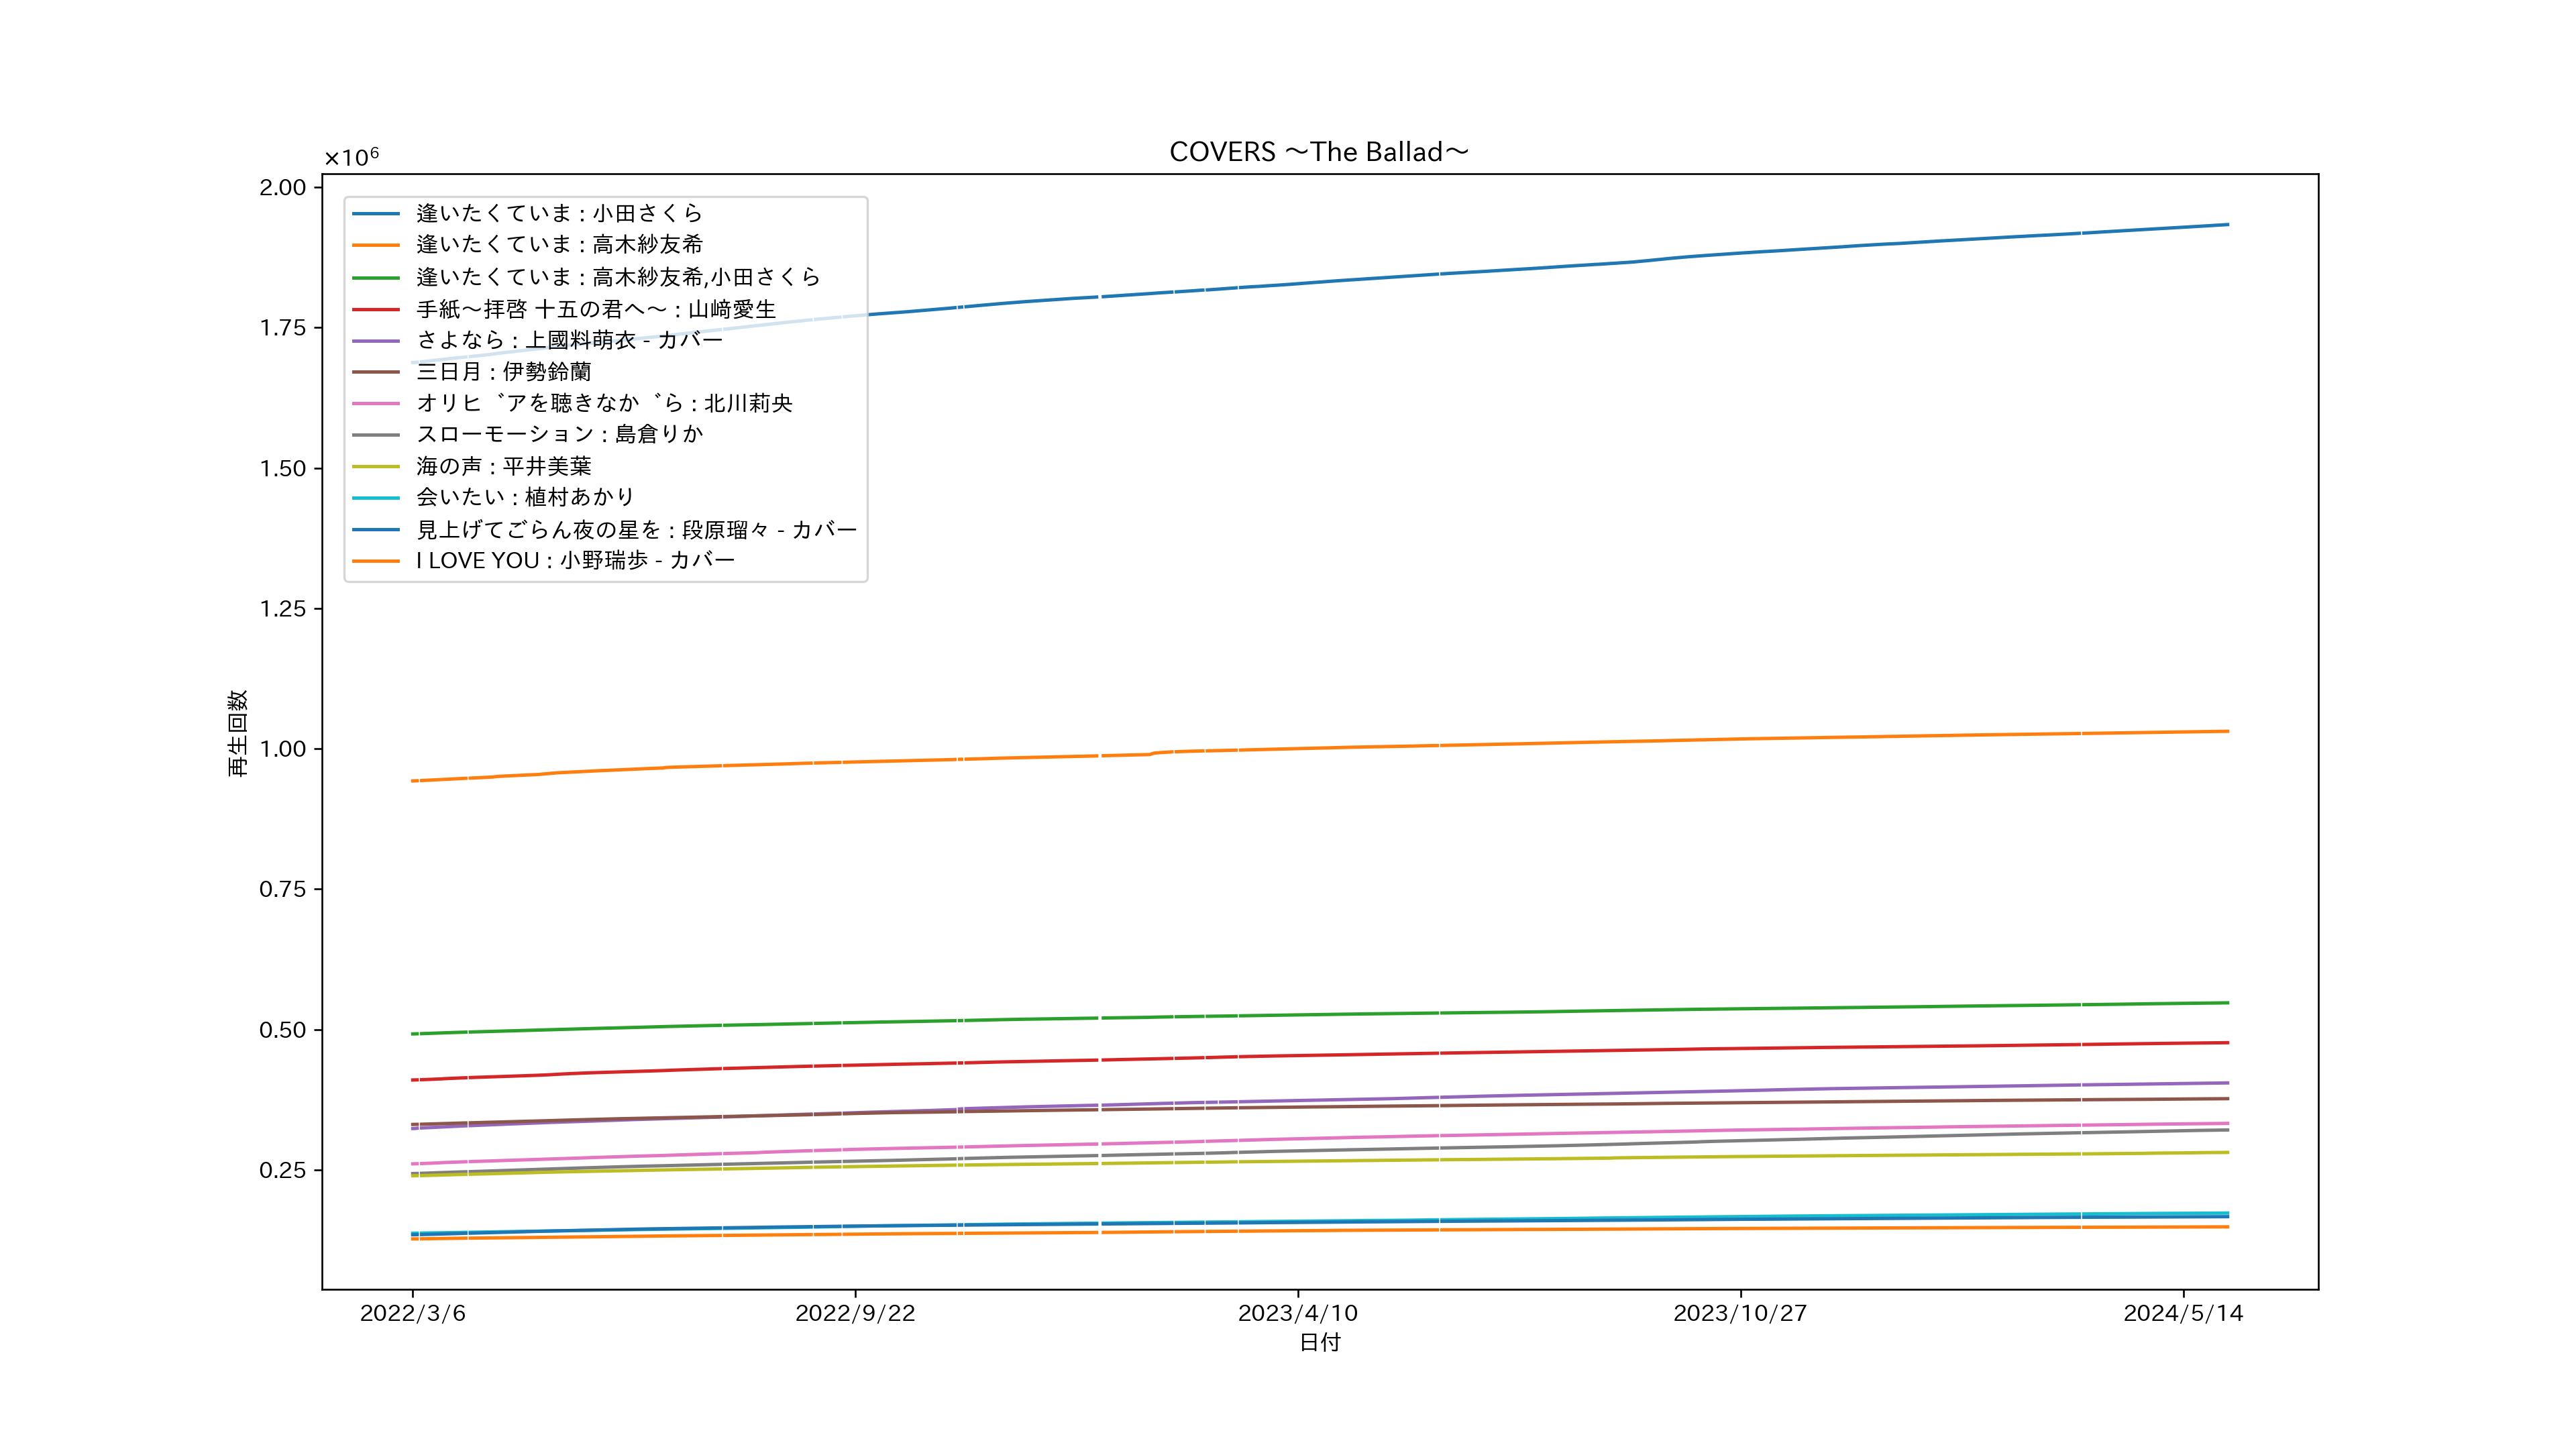 COVERS ～The Ballad～
×10⁶
2.00
1.75
1.50
1.25
1.00
0.75
0.50
0.25
再生回数
逢いたくていま : 小田さくら
逢いたくていま : 高木紗友希
逢いたくていま : 高木紗友希,小田さくら
手紙～拝啓 十五の君へ～ : 山﨑愛生
さよなら : 上國料萌衣 - カバー
三日月 : 伊勢鈴蘭
オリヒ゛アを聴きなか゛ら : 北川莉央
スローモーション : 島倉りか
海の声 : 平井美葉
会いたい : 植村あかり
見上げてごらん夜の星を : 段原瑠々 - カバー
I LOVE YOU : 小野瑞歩 - カバー
2022/3/6 2022/9/22 2023/4/10 2023/10/27 2024/5/14
日付